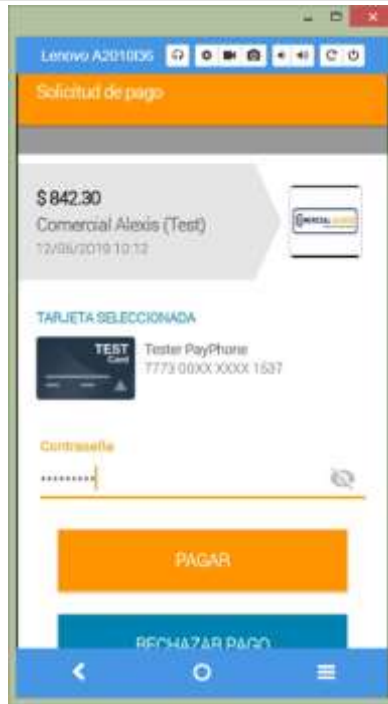 Lenovo A2010l36
Solicitud de pago
$ 842.30
Comercial Alexis (Test)
12/06/2019 10:12
TARJETA SELECCIONADA
TEST
Card
Tester PayPhone
7773 00XX XXXX 1537
Contraseña
•••••••••
PAGAR
RECHAZAR PAGO